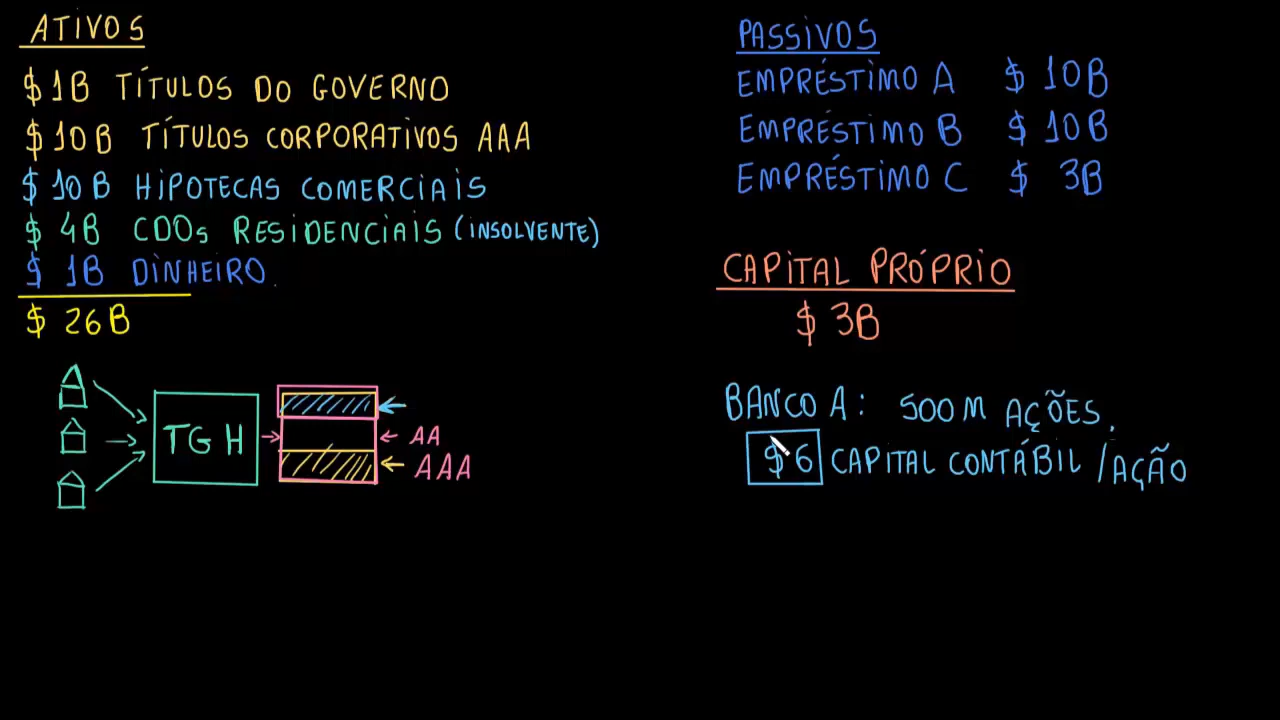 ATIVOS
$ 1B TÍTULOS DO GOVERNO
$ 10B TÍTULOS CORPORATIVOS AAA
$ 10B HIPOTECAS COMERCIAIS
$ 4B CDOs RESIDENCIAIS (INSOLVENTE)
$ 1B DINHEIRO.
$ 26B
TGH
AA
AAA
PASSIVOS
EMPRÉSTIMO A $ 10B
EMPRÉSTIMO B $ 10B
EMPRÉSTIMO C $ 3B
CAPITAL PRÓPRIO
$ 3B
BANCO A: 500M AÇÕES.
$6 CAPITAL CONTÁBIL /AÇÃO